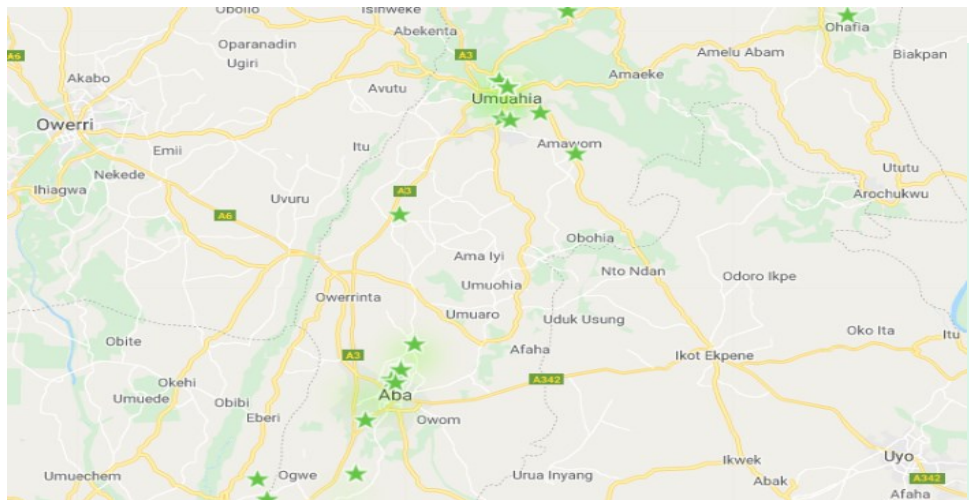 Obollo
Isinweke
Abekenta
Ohafia
Oparanadin
A3
Amelu Abam
Biakpan
A6
Ugiri
Akabo
Avutu
Amaeke
Umuahia
Owerri
Itu
Amawom
Emii
Nekede
Ututu
Ihiagwa
A3
Arochukwu
Uvuru
A6
Obohia
Ama Iyi
Nto Ndan
Odoro Ikpe
Umuohia
Owerrinta
Umuaro
Uduk Usung
Oko Ita
Itu
Obite
Afaha
A3
Ikot Ekpene
Okehi
A342
Umuede
Obibi
Aba
Eberi
Owom
Uyo
Ikwek
Umuechem
Ogwe
Urua Inyang
Abak
A342
Afaha